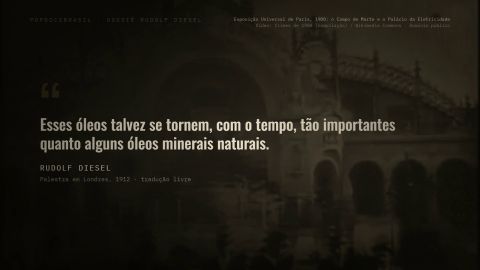 DOSSIÊ RUDOLF DIESEL
Exposição Universal de Paris, 1900: o Campo de Marte e o Palácio da Eletricidade
“
Esses óleos talvez se tornem, com o tempo, tão importantes
quanto alguns óleos minerais naturais.
RUDOLF DIESEL
Palestra em Londres, 1912 · tradução livre